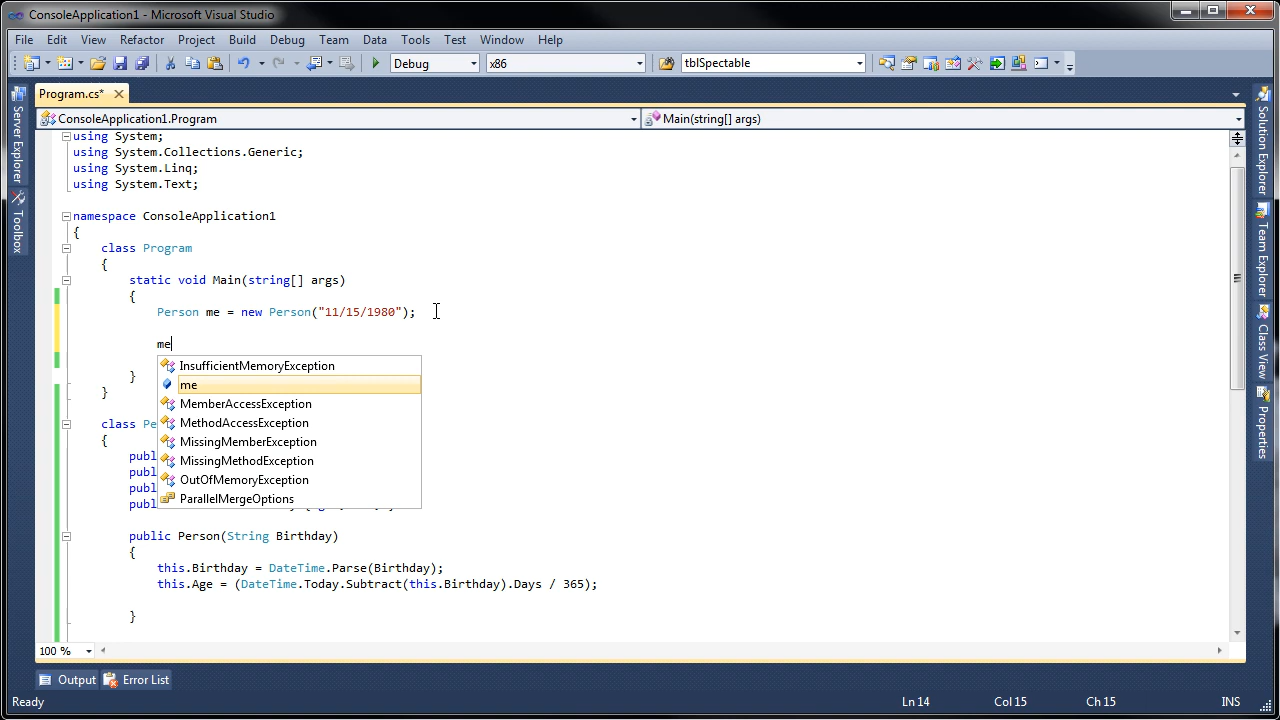 ConsoleApplication1 - Microsoft Visual Studio
File Edit View Refactor Project Build Debug Team Data Tools Test Window Help
Debug x86 tblSpectable
Program.cs*
ConsoleApplication1.Program Main(string[] args)
Server Explorer
Toolbox
using System;
using System.Collections.Generic;
using System.Linq;
using System.Text;
namespace ConsoleApplication1
{
class Program
{
static void Main(string[] args)
{
Person me = new Person("11/15/1980");
me
InsufficientMemoryException
me
MemberAccessException
MethodAccessException
MissingMemberException
MissingMethodException
OutOfMemoryException
ParallelMergeOptions
}
}
class Pe
{
publ
publ
publ
publ
public Person(String Birthday)
{
this.Birthday = DateTime.Parse(Birthday);
this.Age = (DateTime.Today.Subtract(this.Birthday).Days / 365);
}
Solution Explorer
Team Explorer
Class View
Properties
100 %
Output Error List
Ready Ln 14 Col 15 Ch 15 INS